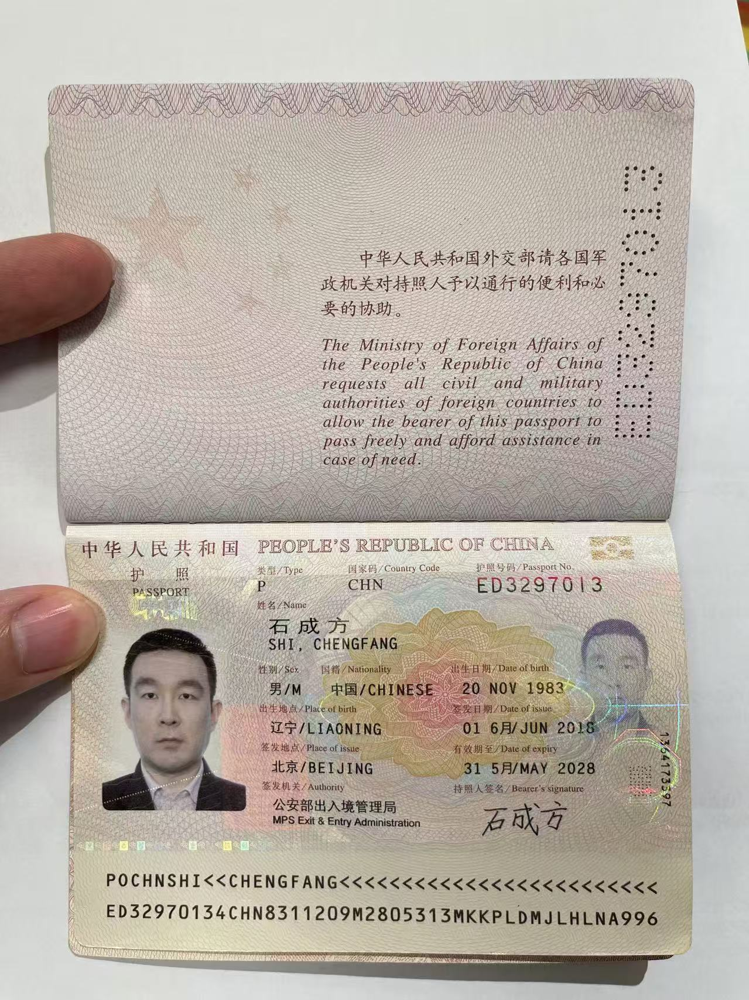 中华人民共和国外交部请各国军
政机关对持照人予以通行的便利和必
要的协助。
The Ministry of Foreign Affairs of
the People's Republic of China
requests all civil and military
authorities of foreign countries to
allow the bearer of this passport to
pass freely and afford assistance in
case of need.
ED3297013
中华人民共和国 PEOPLE'S REPUBLIC OF CHINA
护 照
PASSPORT
类型/Type 国家码/Country Code 护照号码/Passport No.
P CHN ED3297013
姓名/Name
石成方
SHI, CHENGFANG
性别/Sex 国籍/Nationality 出生日期/Date of birth
男/M 中国/CHINESE 20 NOV 1983
出生地点/Place of birth 签发日期/Date of issue
辽宁/LIAONING 01 6月/JUN 2018
签发地点/Place of issue 有效期至/Date of expiry
北京/BEIJING 31 5月/MAY 2028
签发机关/Authority 持照人签名/Bearer's signature
公安部出入境管理局
MPS Exit & Entry Administration
石成方
POCHNSHI<<CHENGFANG<<<<<<<<<<<<<<<<<<<<<<<<<
ED32970134CHN8311209M2805313MKKPLDMJLHLNA996